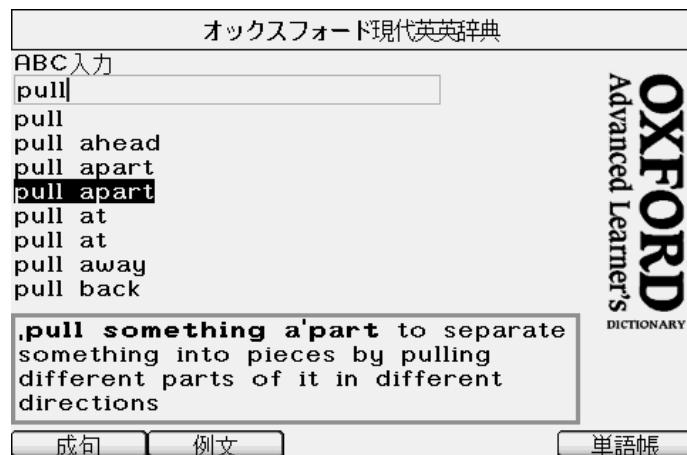 オックスフォード現代英英辞典
ABC入力
pull
pull
pull ahead
pull apart
pull apart
pull at
pull at
pull away
pull back
OXFORD
Advanced Learner's
DICTIONARY
ˌpull something aˈpart to separate
something into pieces by pulling
different parts of it in different
directions
成句
例文
単語帳